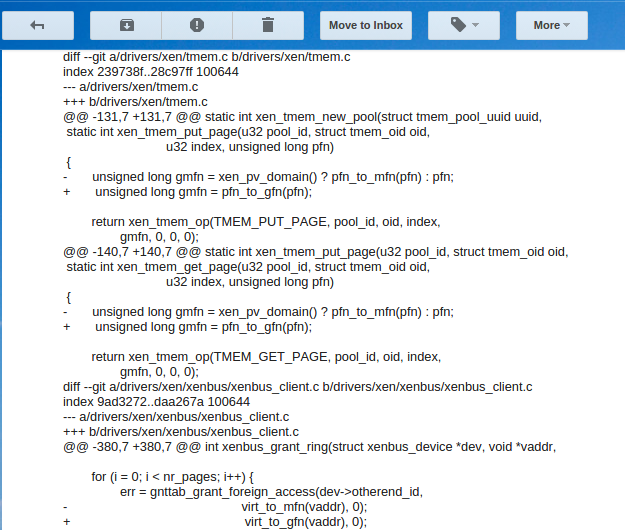 Move to Inbox
More
diff --git a/drivers/xen/tmem.c b/drivers/xen/tmem.c
index 239738f..28c97ff 100644
--- a/drivers/xen/tmem.c
+++ b/drivers/xen/tmem.c
@@ -131,7 +131,7 @@ static int xen_tmem_new_pool(struct tmem_pool_uuid uuid,
static int xen_tmem_put_page(u32 pool_id, struct tmem_oid oid,
u32 index, unsigned long pfn)
{
- unsigned long gmfn = xen_pv_domain() ? pfn_to_mfn(pfn) : pfn;
+ unsigned long gmfn = pfn_to_gfn(pfn);
return xen_tmem_op(TMEM_PUT_PAGE, pool_id, oid, index,
gmfn, 0, 0, 0);
@@ -140,7 +140,7 @@ static int xen_tmem_put_page(u32 pool_id, struct tmem_oid oid,
static int xen_tmem_get_page(u32 pool_id, struct tmem_oid oid,
u32 index, unsigned long pfn)
{
- unsigned long gmfn = xen_pv_domain() ? pfn_to_mfn(pfn) : pfn;
+ unsigned long gmfn = pfn_to_gfn(pfn);
return xen_tmem_op(TMEM_GET_PAGE, pool_id, oid, index,
gmfn, 0, 0, 0);
diff --git a/drivers/xen/xenbus/xenbus_client.c b/drivers/xen/xenbus/xenbus_client.c
index 9ad3272..daa267a 100644
--- a/drivers/xen/xenbus/xenbus_client.c
+++ b/drivers/xen/xenbus/xenbus_client.c
@@ -380,7 +380,7 @@ int xenbus_grant_ring(struct xenbus_device *dev, void *vaddr,
for (i = 0; i < nr_pages; i++) {
err = gnttab_grant_foreign_access(dev->otherend_id,
- virt_to_mfn(vaddr), 0);
+ virt_to_gfn(vaddr), 0);